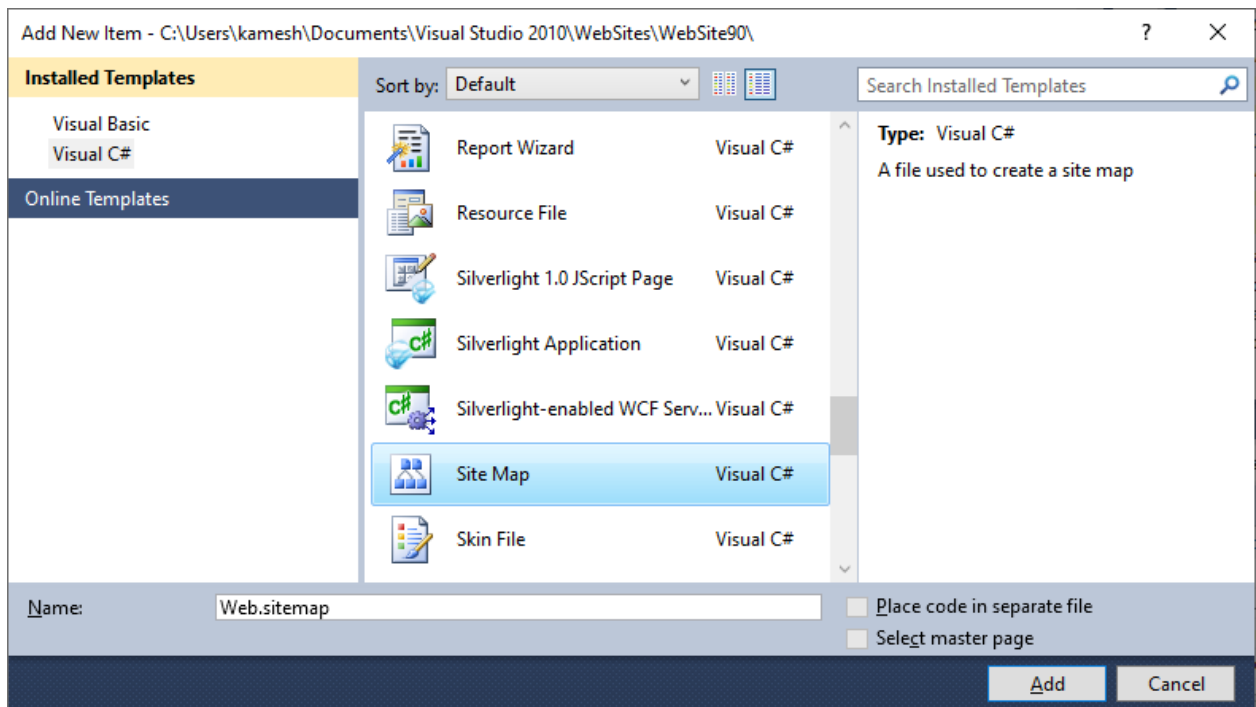 Add New Item - C:\Users\kamesh\Documents\Visual Studio 2010\WebSites\WebSite90\
?
Installed Templates
Visual Basic
Visual C#
Online Templates
Sort by: Default
Search Installed Templates
Report Wizard Visual C#
Resource File Visual C#
Silverlight 1.0 JScript Page Visual C#
Silverlight Application Visual C#
Silverlight-enabled WCF Serv... Visual C#
Site Map Visual C#
Skin File Visual C#
Type: Visual C#
A file used to create a site map
Name: Web.sitemap
Place code in separate file
Select master page
Add Cancel